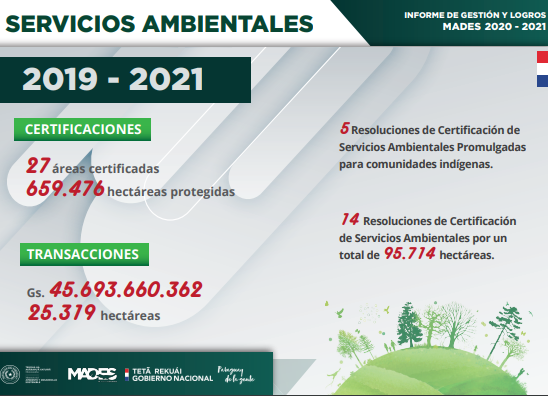 SERVICIOS AMBIENTALES
INFORME DE GESTIÓN Y LOGROS
MADES 2020 - 2021
2019 - 2021
CERTIFICACIONES
27 áreas certificadas
659.476 hectáreas protegidas
TRANSACCIONES
Gs. 45.693.660.362
25.319 hectáreas
5 Resoluciones de Certificación de
Servicios Ambientales Promulgadas
para comunidades indígenas.
14 Resoluciones de Certificación
de Servicios Ambientales por un
total de 95.714 hectáreas.
MADES
TETÃ REKUÁI
GOBIERNO NACIONAL
Paraguay
de la gente